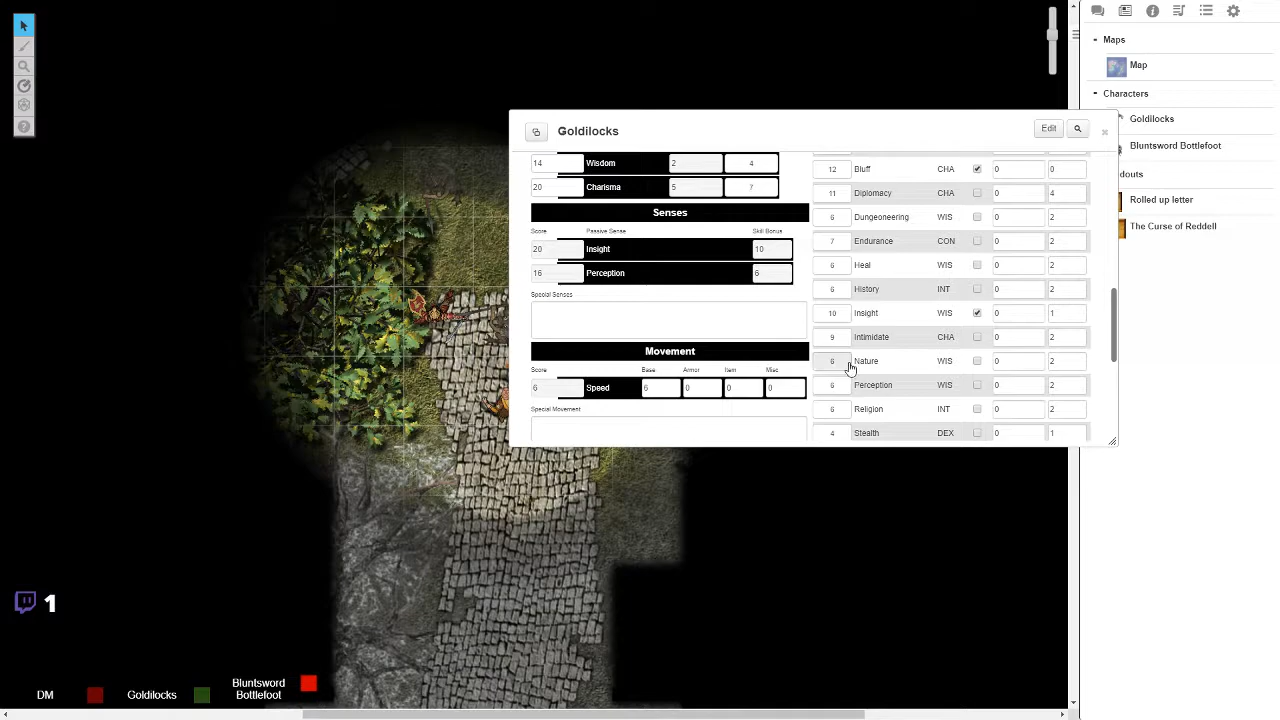 Goldilocks
Edit
14 Wisdom 2 4
20 Charisma 5 7
Senses
Score Passive Sense Skill Bonus
20 Insight 10
16 Perception 6
Special Senses
Movement
Score Base Armor Item Misc
6 Speed 6 0 0 0
Special Movement
12 Bluff CHA 0 0
11 Diplomacy CHA 0 4
6 Dungeoneering WIS 0 2
7 Endurance CON 0 2
6 Heal WIS 0 2
6 History INT 0 2
10 Insight WIS 0 1
9 Intimidate CHA 0 2
6 Nature WIS 0 2
6 Perception WIS 0 2
6 Religion INT 0 2
4 Stealth DEX 0 1
Maps
Map
Characters
Goldilocks
Bluntsword Bottlefoot
douts
Rolled up letter
The Curse of Reddell
1
DM
Goldilocks
Bluntsword
Bottlefoot